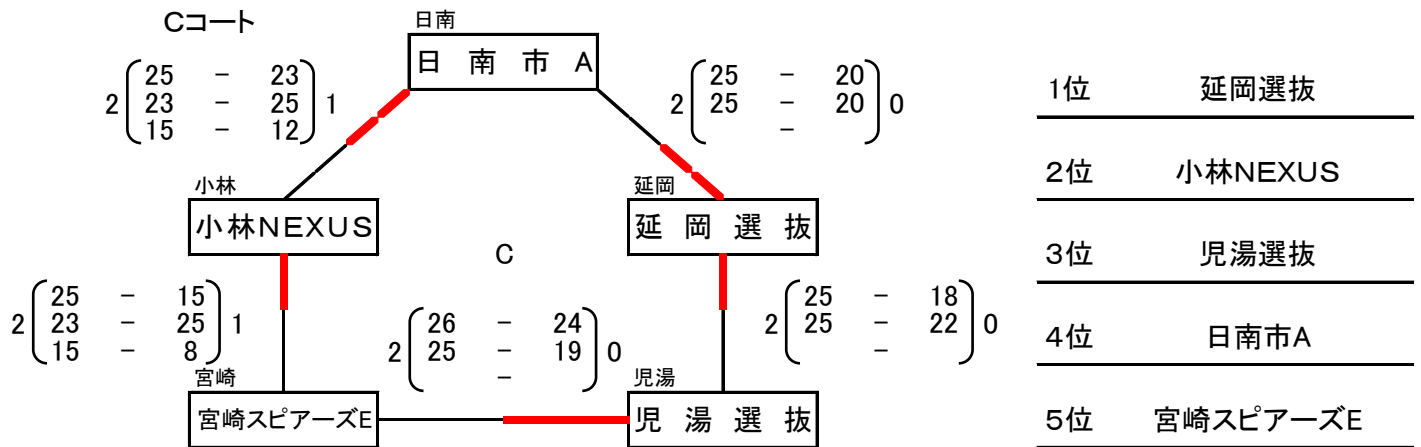 Cコート
日南
日南市A
2 25 － 23 1
23 － 25
15 － 12
2 25 － 20 0
25 － 20
－
小林
小林NEXUS
延岡
延岡選抜
C
2 25 － 15 1
23 － 25
15 － 8
2 26 － 24 0
25 － 19
－
2 25 － 18 0
25 － 22
－
宮崎
宮崎スピアーズE
児湯
児湯選抜
1位 延岡選抜
2位 小林NEXUS
3位 児湯選抜
4位 日南市A
5位 宮崎スピアーズE